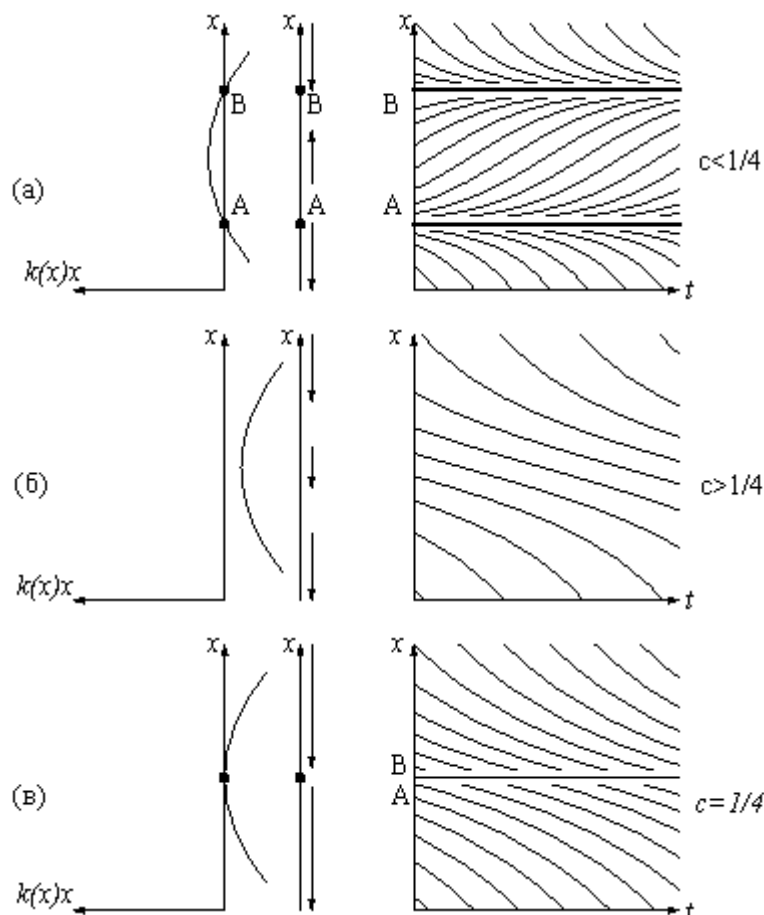 x x x
B B B
(а) c<1/4
A A A
k(x)x t
x x x
(б) c>1/4
k(x)x t
x x x
B
(в) A c=1/4
k(x)x t